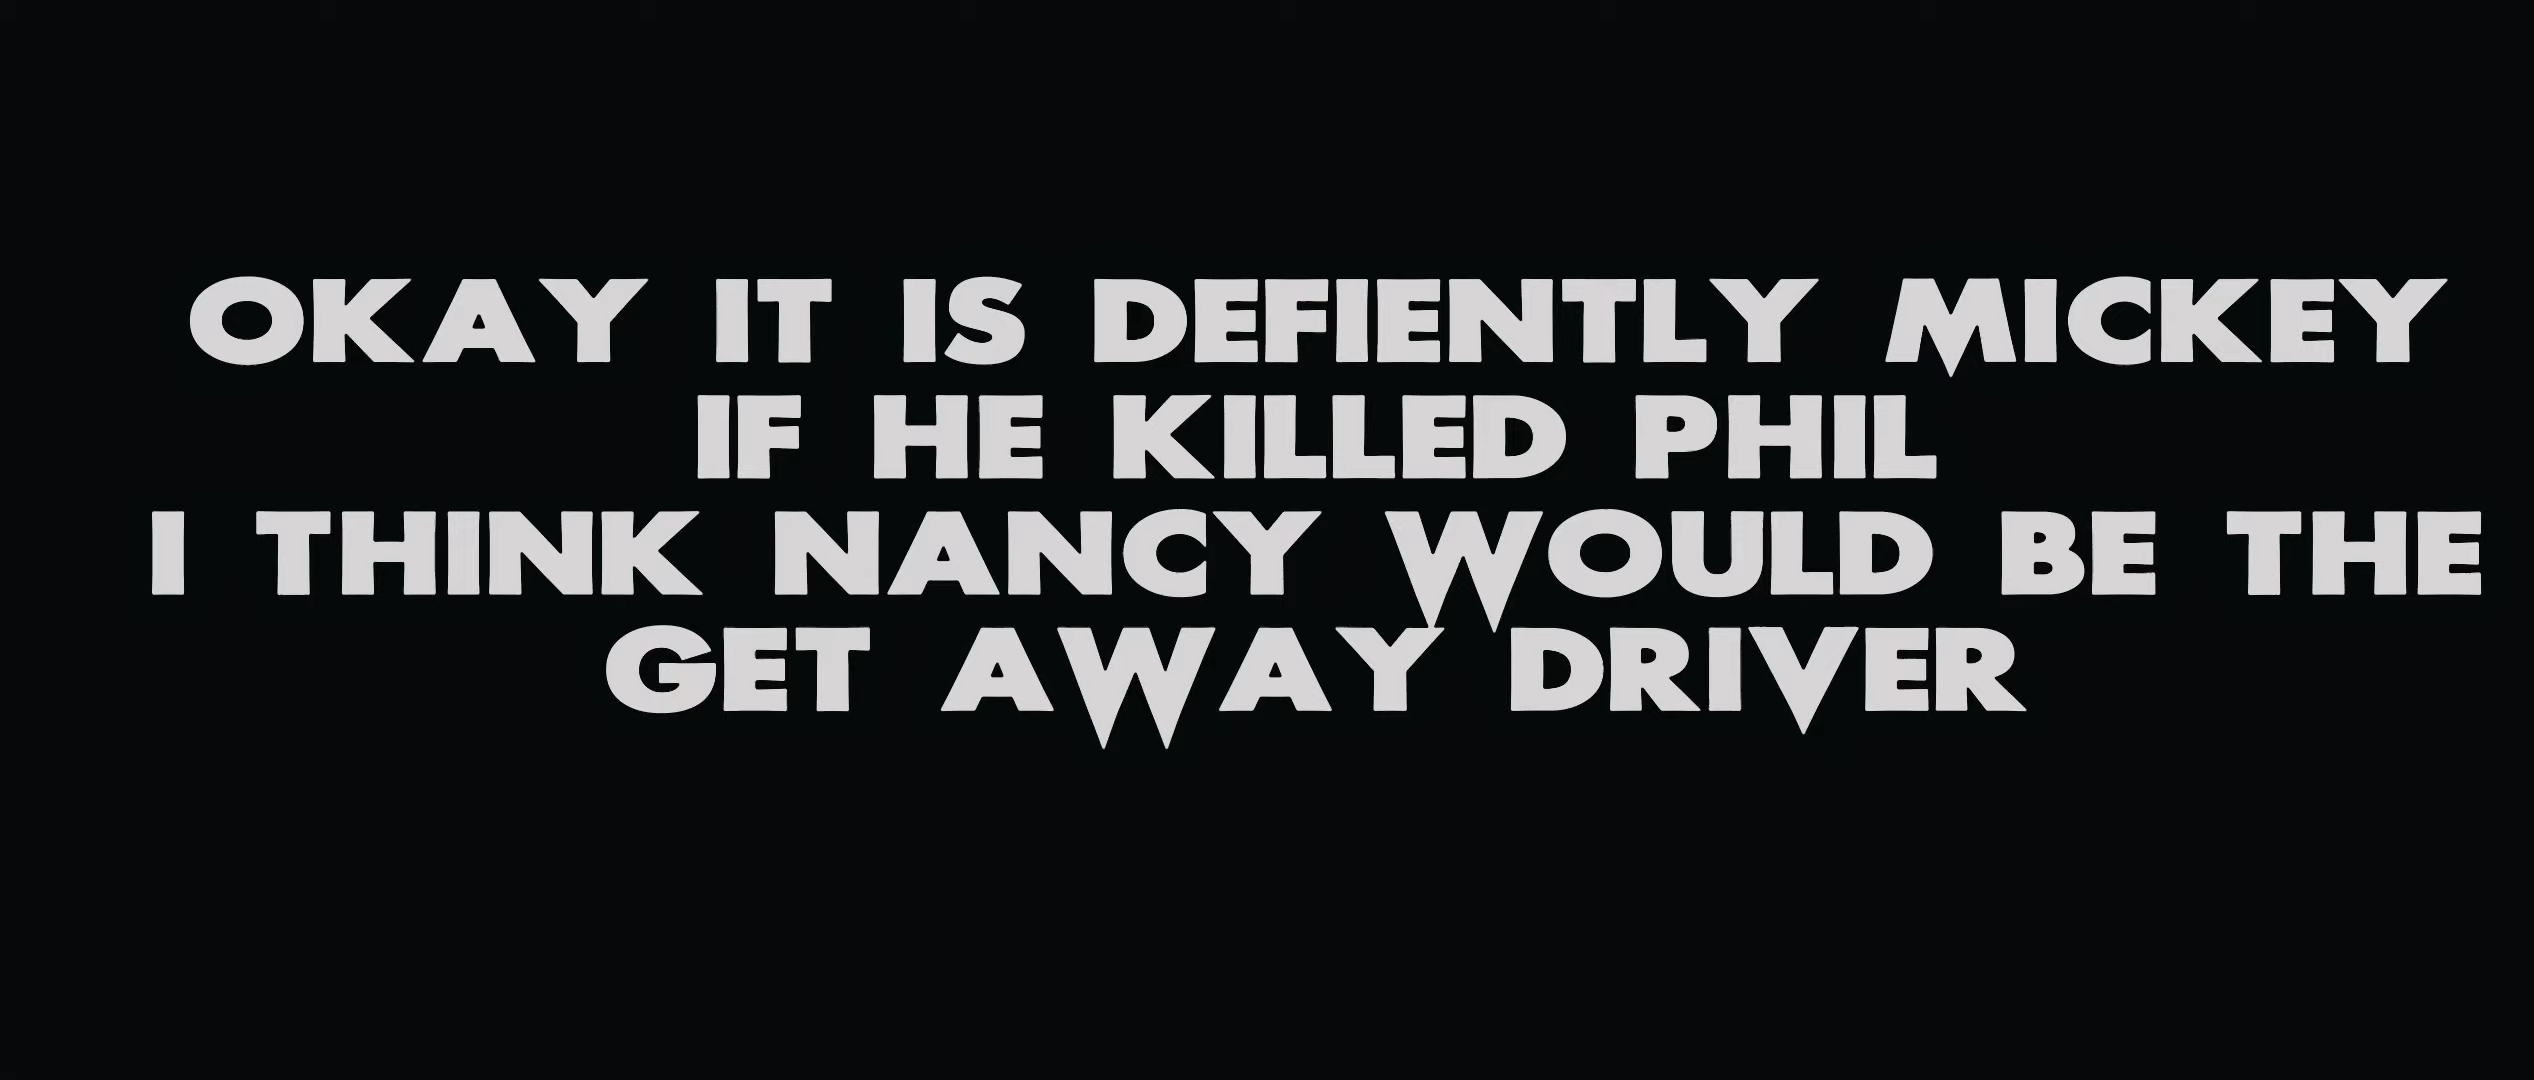 OKAY IT IS DEFIENTLY MICKEY
IF HE KILLED PHIL
I THINK NANCY WOULD BE THE
GET AWAY DRIVER